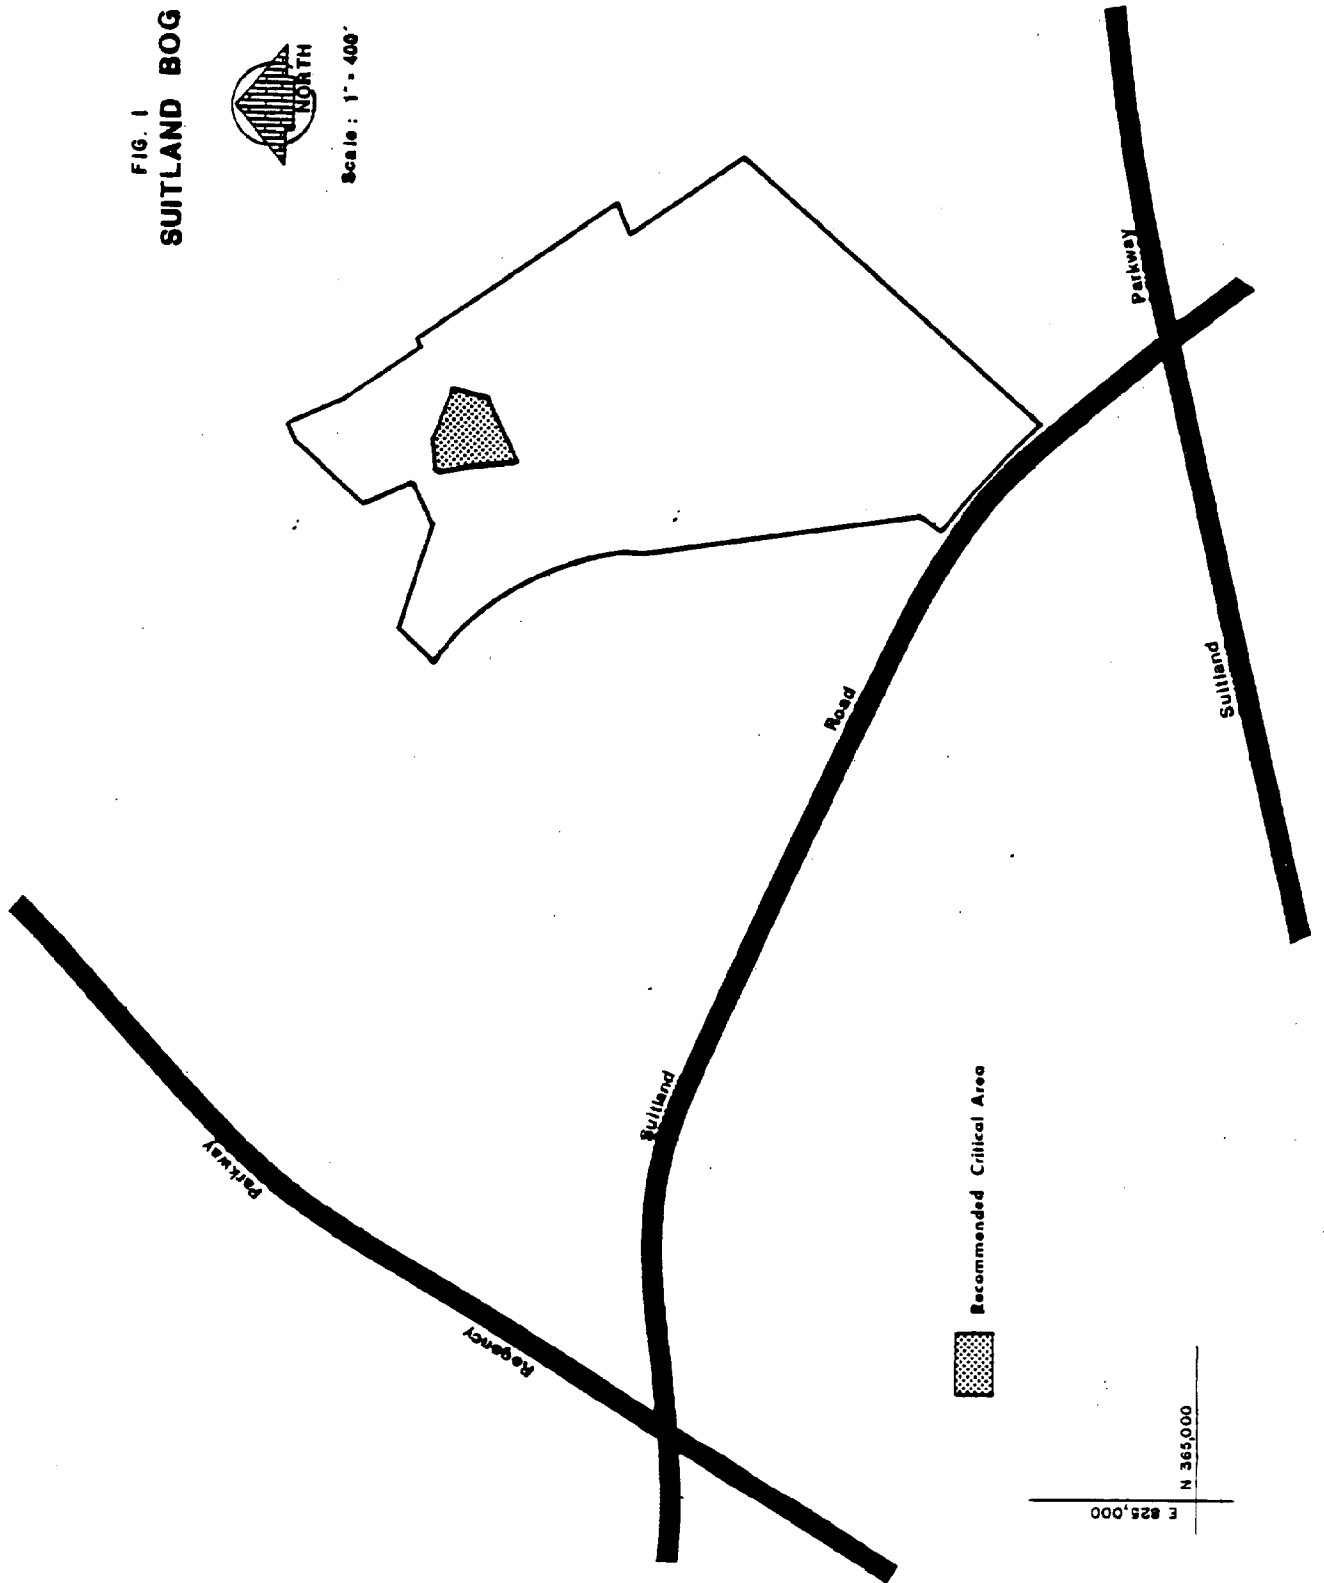 FIG. 1
SUITLAND BOG
NORTH
Scale: 1" = 400'
Parkway
Suitland
Road
Suitland
Parkway
Regency
Recommended Critical Area
N 365,000
E 825,000